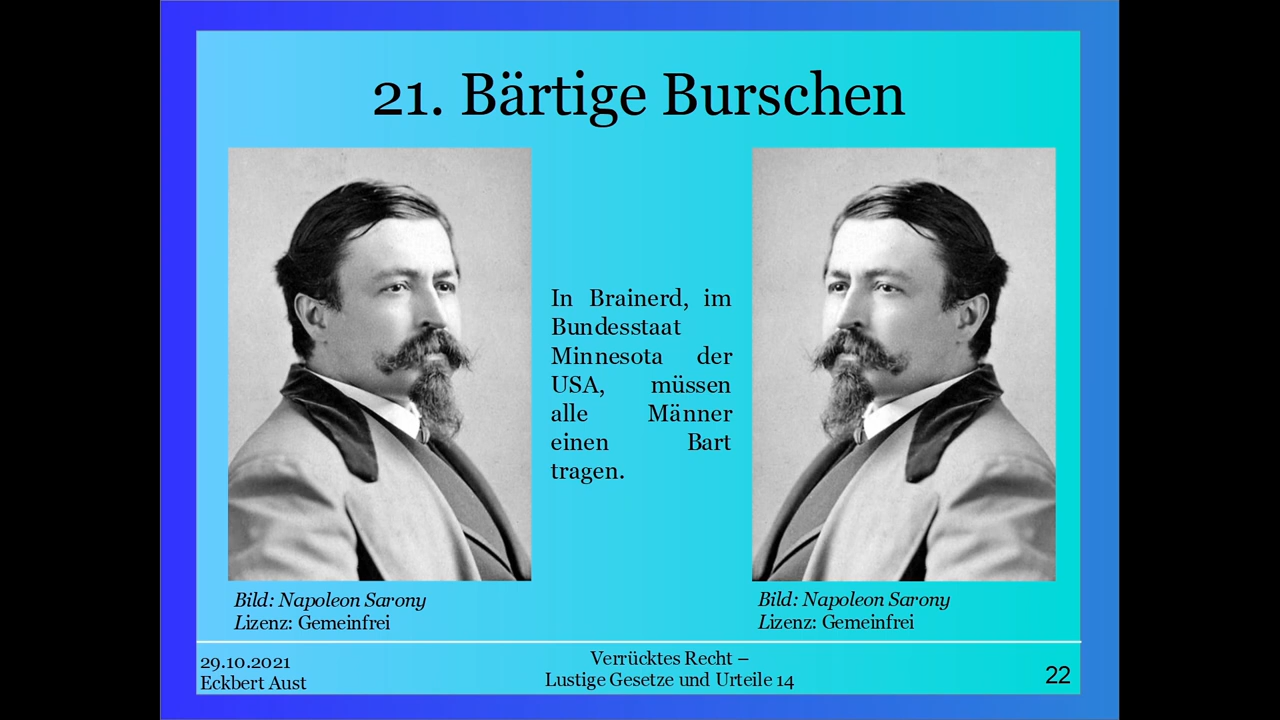 21. Bärtige Burschen
In Brainerd, im
Bundesstaat
Minnesota der
USA, müssen
alle Männer
einen Bart
tragen.
Bild: Napoleon Sarony
Lizenz: Gemeinfrei
Bild: Napoleon Sarony
Lizenz: Gemeinfrei
29.10.2021
Eckbert Aust
Verrücktes Recht –
Lustige Gesetze und Urteile 14
22